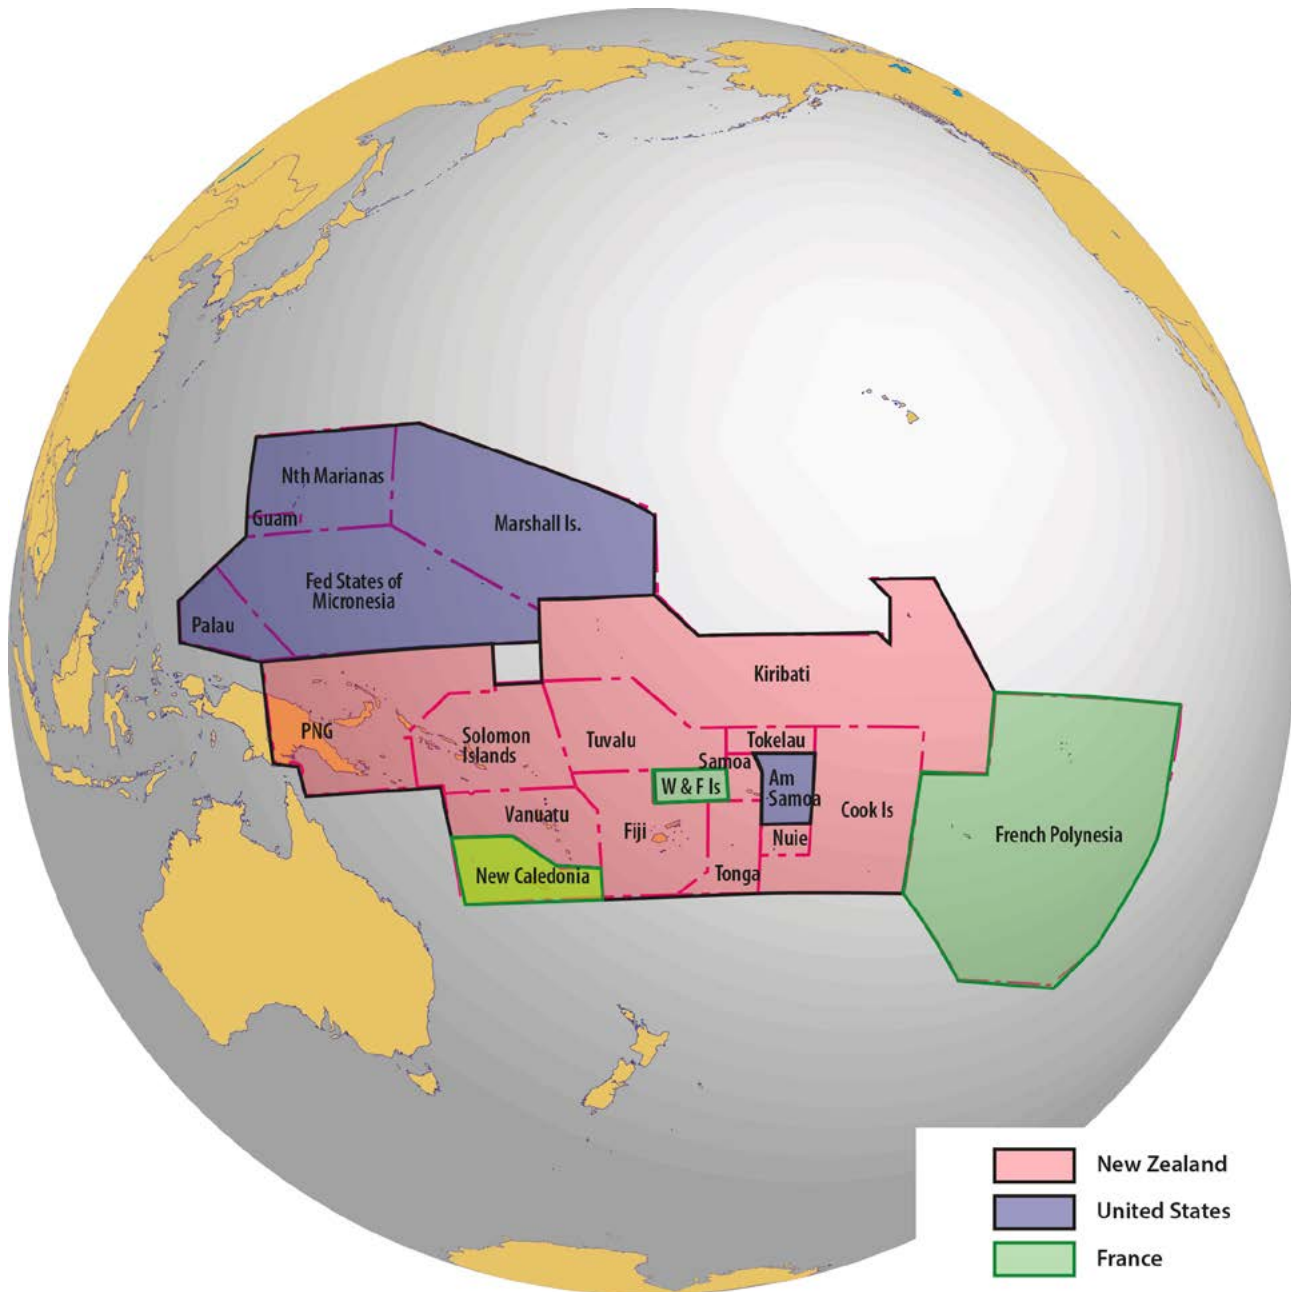 Nth Marianas
Guam
Marshall Is.
Fed States of
Micronesia
Palau
Kiribati
PNG
Solomon
Islands
Tuvalu
Tokelau
Samoa
W & F Is
Am
Samoa
Cook Is
Vanuatu
Fiji
Nuie
French Polynesia
New Caledonia
Tonga
New Zealand
United States
France